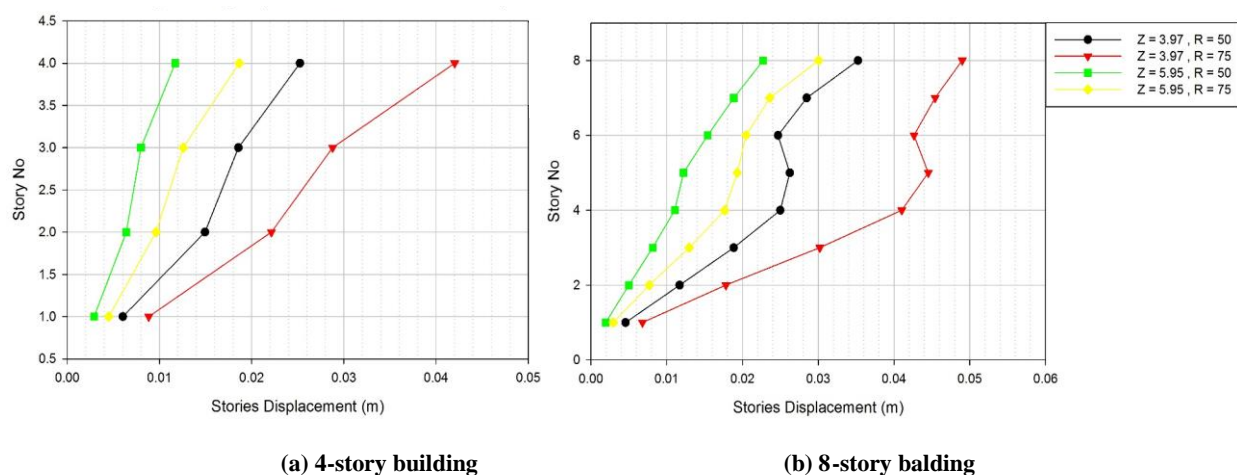 4.0
3.5
3.0
2.5
2.0
1.5
1.0
0.5
Story No
0.00 0.01 0.02 0.03 0.04 0.05
Stories Displacement (m)
(a) 4-story building
8
6
4
2
0
Story No
0.00 0.01 0.02 0.03 0.04 0.05 0.06
Stories Displacement (m)
Z = 3.97 , R = 50
Z = 3.97 , R = 75
Z = 5.95 , R = 50
Z = 5.95 , R = 75
(b) 8-story balding